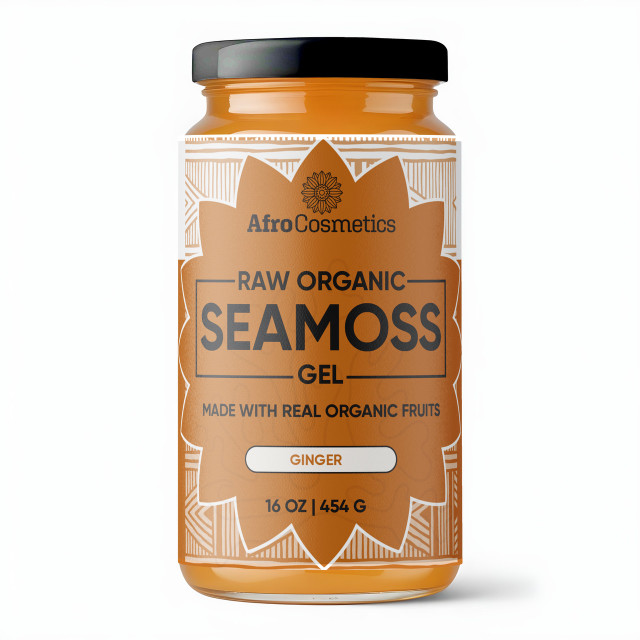 AfroCosmetics
RAW ORGANIC
SEAMOSS
GEL
MADE WITH REAL ORGANIC FRUITS
GINGER
16 OZ | 454 G